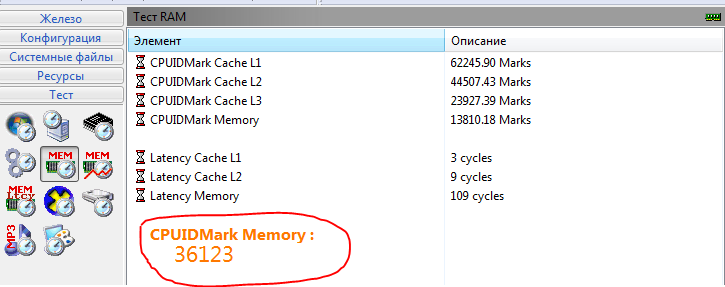 Железо
Конфигурация
Системные файлы
Ресурсы
Тест
Тест RAM
Элемент Описание
CPUIDMark Cache L1 62245.90 Marks
CPUIDMark Cache L2 44507.43 Marks
CPUIDMark Cache L3 23927.39 Marks
CPUIDMark Memory 13810.18 Marks
Latency Cache L1 3 cycles
Latency Cache L2 9 cycles
Latency Memory 109 cycles
CPUIDMark Memory :
36123
MEM
MEM
MEM
LTCY
MP3